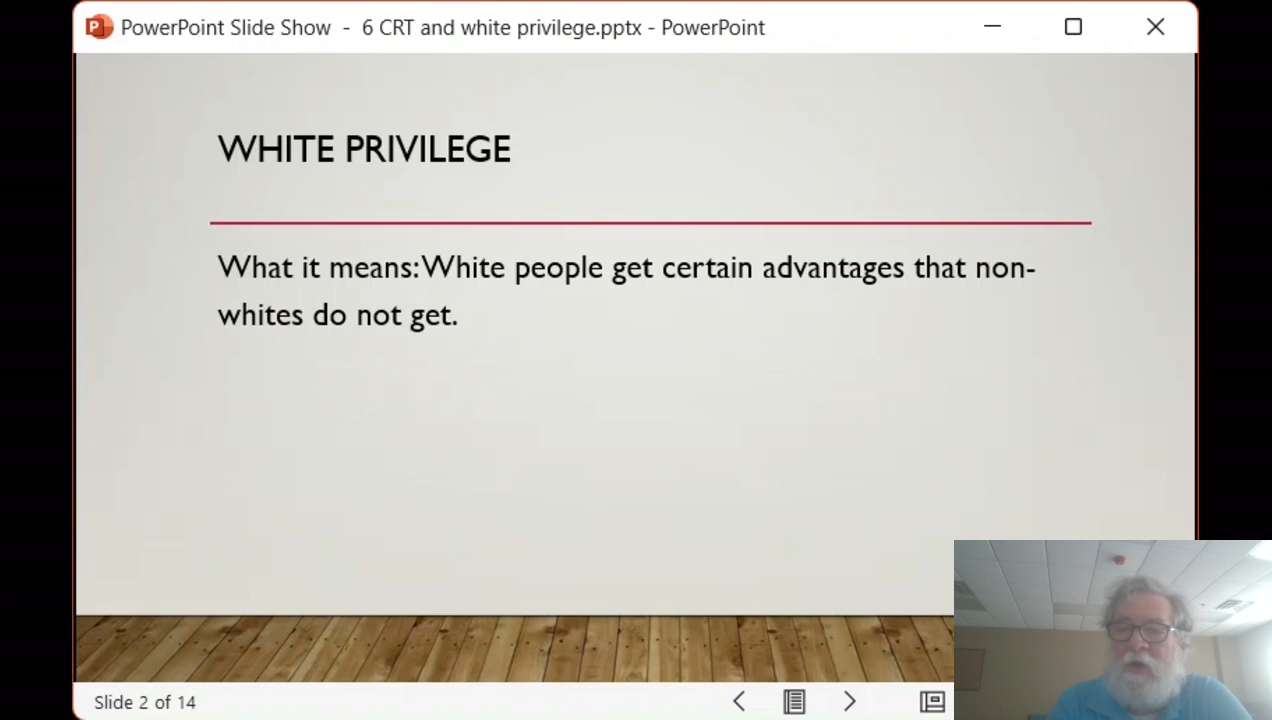 PowerPoint Slide Show - 6 CRT and white privilege.pptx - PowerPoint
WHITE PRIVILEGE
What it means: White people get certain advantages that non-
whites do not get.
Slide 2 of 14